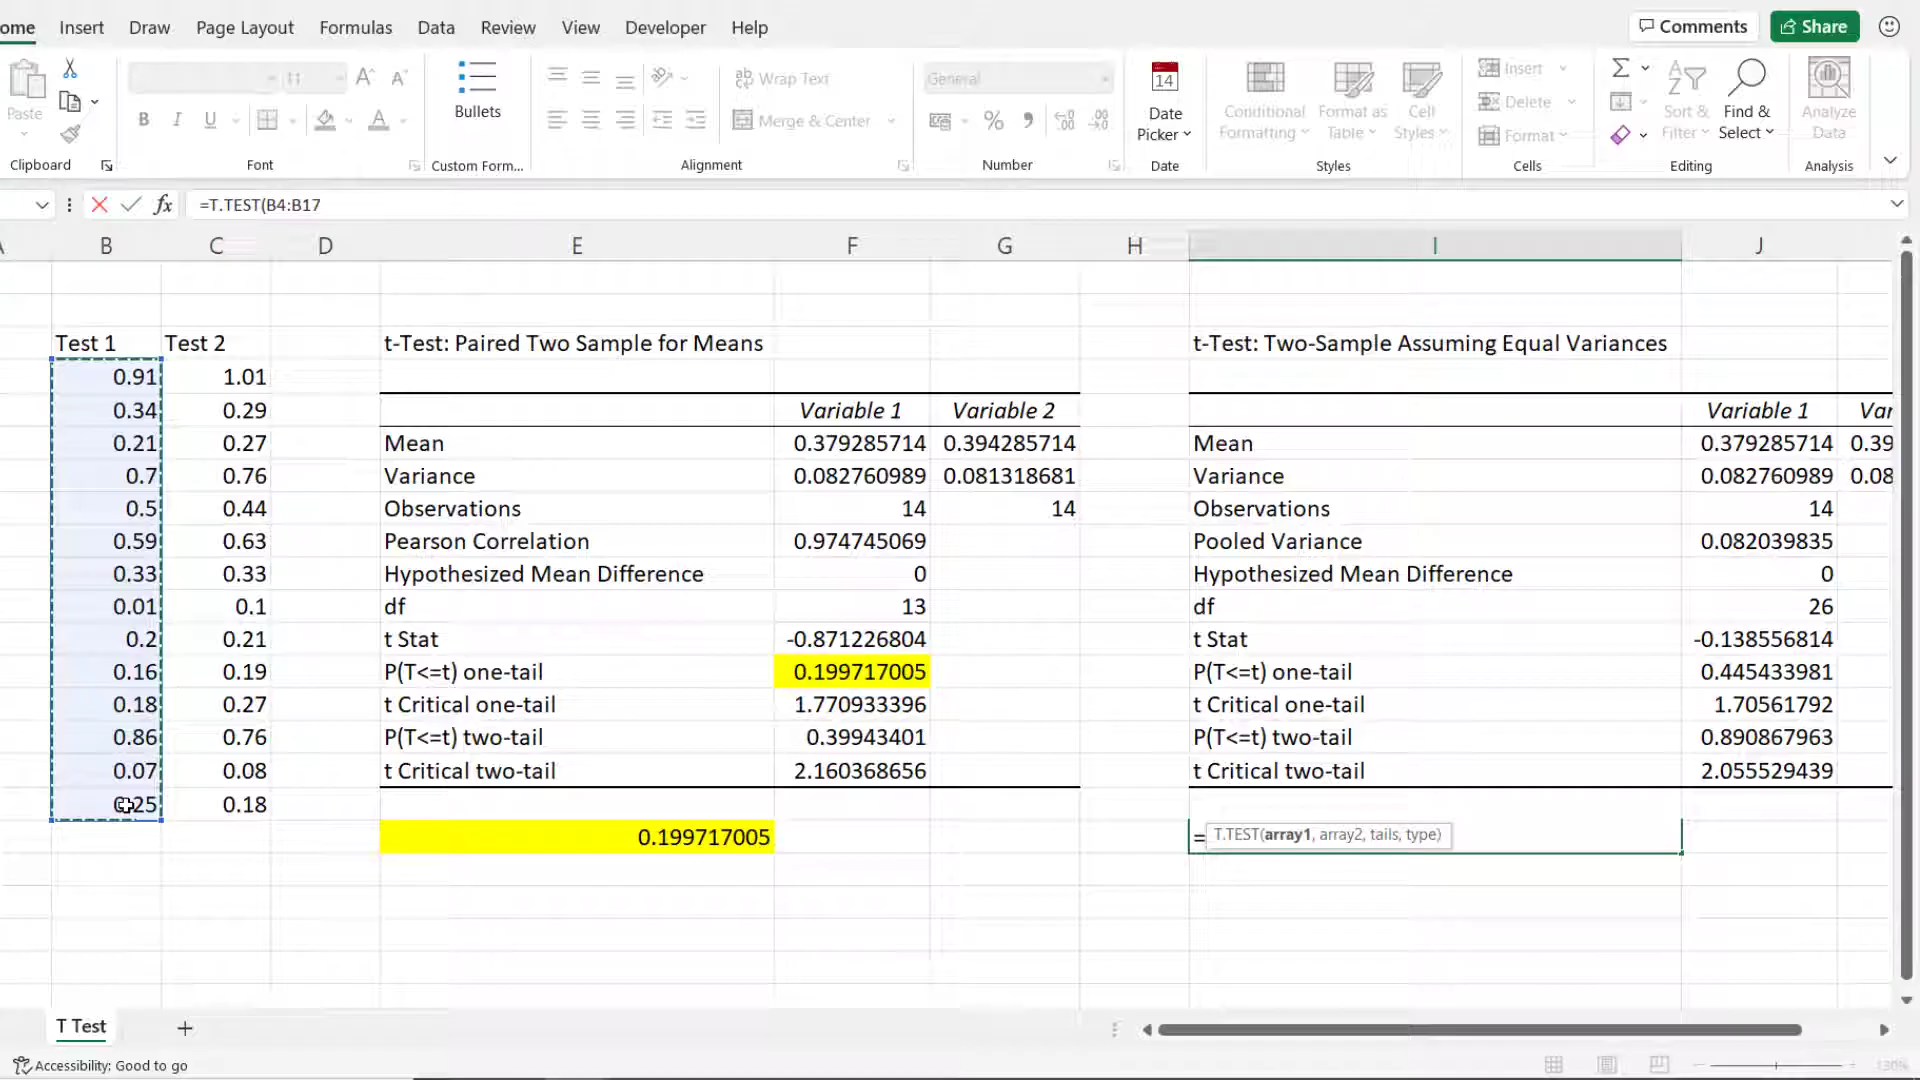 ome Insert Draw Page Layout Formulas Data Review View Developer Help Comments Share
Paste
Clipboard
11
B I U A
Font
Bullets
Custom Form...
Wrap Text
Merge & Center
Alignment
General
%
Number
14
Date
Picker
Date
Conditional
Formatting
Format as
Table
Cell
Styles
Styles
Insert
Delete
Format
Cells
Sort &
Filter
Find &
Select
Editing
Analyze
Data
Analysis
fx =T.TEST(B4:B17
B C D E F G H I J
Test 1 Test 2 t-Test: Paired Two Sample for Means t-Test: Two-Sample Assuming Equal Variances
0.91 1.01
0.34 0.29 Variable 1 Variable 2 Variable 1 Var
0.21 0.27 Mean 0.379285714 0.394285714 Mean 0.379285714 0.39
0.7 0.76 Variance 0.082760989 0.081318681 Variance 0.082760989 0.08
0.5 0.44 Observations 14 14 Observations 14
0.59 0.63 Pearson Correlation 0.974745069 Pooled Variance 0.082039835
0.33 0.33 Hypothesized Mean Difference 0 Hypothesized Mean Difference 0
0.01 0.1 df 13 df 26
0.2 0.21 t Stat -0.871226804 t Stat -0.138556814
0.16 0.19 P(T<=t) one-tail 0.199717005 P(T<=t) one-tail 0.445433981
0.18 0.27 t Critical one-tail 1.770933396 t Critical one-tail 1.70561792
0.86 0.76 P(T<=t) two-tail 0.39943401 P(T<=t) two-tail 0.890867963
0.07 0.08 t Critical two-tail 2.160368656 t Critical two-tail 2.055529439
0.25 0.18
0.199717005 = T.TEST(array1, array2, tails, type)
T Test
Accessibility: Good to go 130%